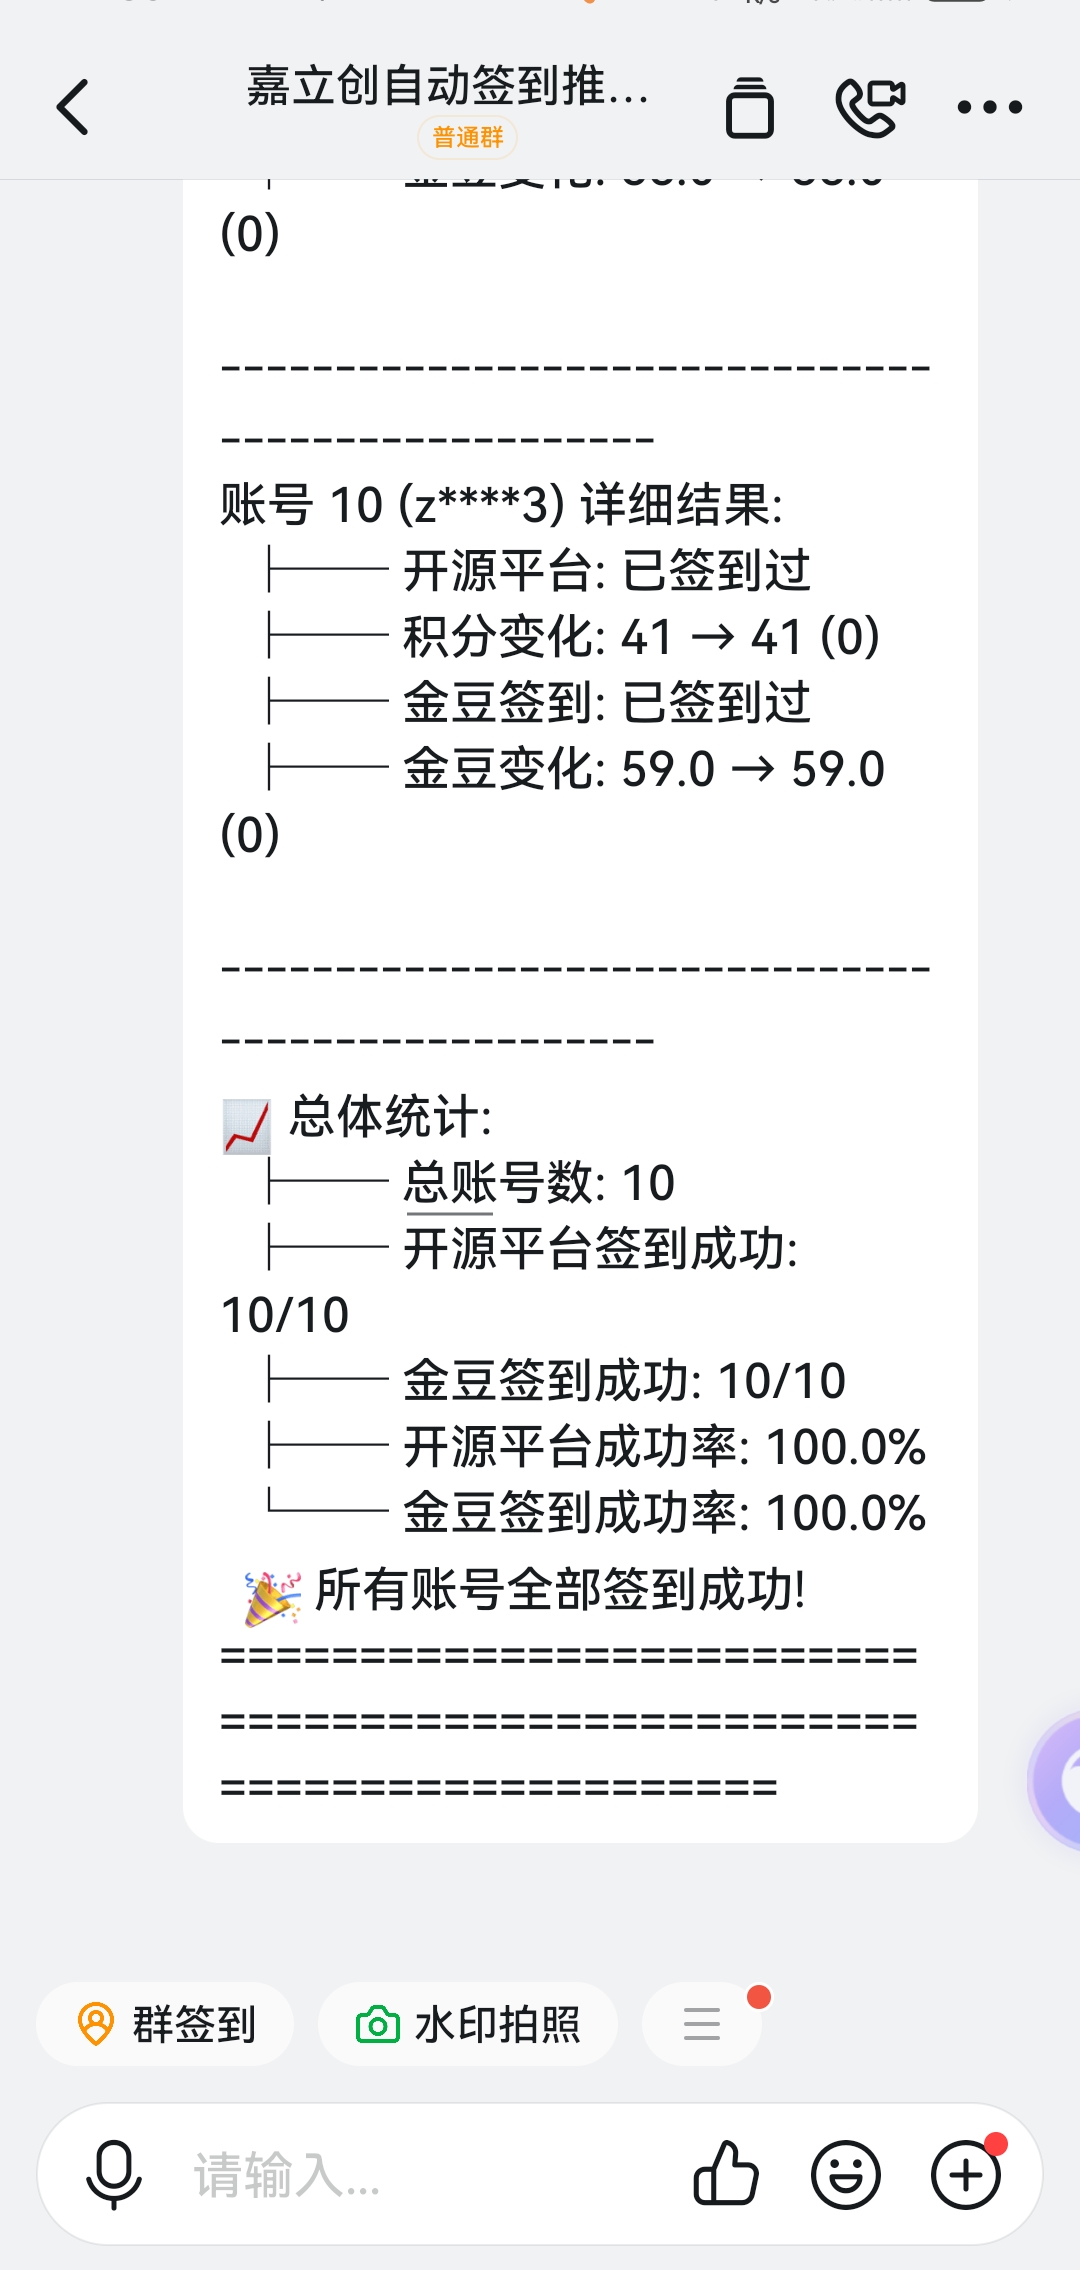 嘉立创自动签到推...
普通群
(0)
------------------------------
-------------------
账号 10 (z****3) 详细结果:
├── 开源平台: 已签到过
├── 积分变化: 41 → 41 (0)
├── 金豆签到: 已签到过
├── 金豆变化: 59.0 → 59.0
(0)
------------------------------
-------------------
📈 总体统计:
├── 总账号数: 10
├── 开源平台签到成功:
10/10
├── 金豆签到成功: 10/10
├── 开源平台成功率: 100.0%
└── 金豆签到成功率: 100.0%
🎉 所有账号全部签到成功!
=========================
=========================
====================
群签到
水印拍照
请输入...